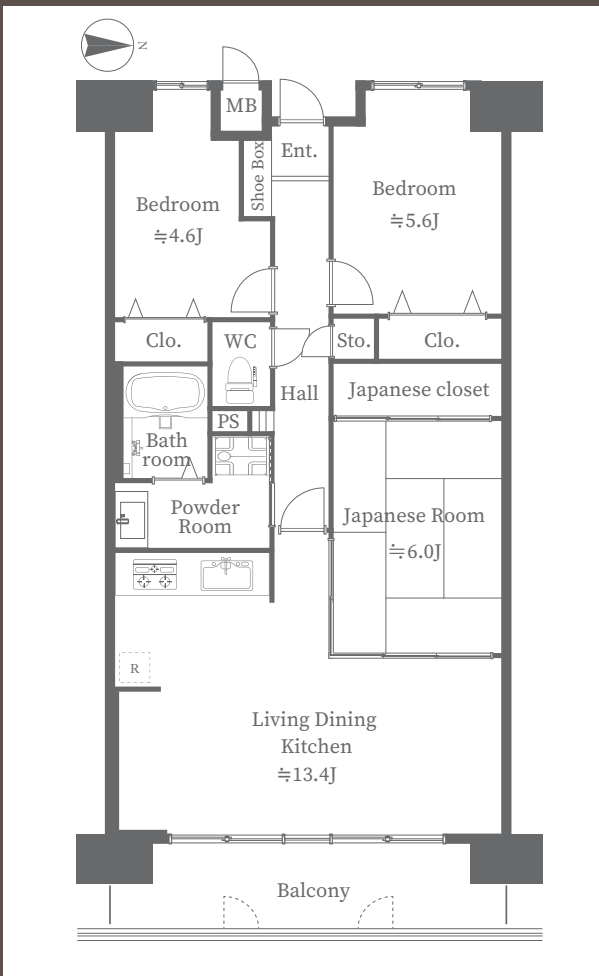 N
MB
Ent.
Shoe Box
Bedroom
≒4.6J
Bedroom
≒5.6J
Clo.
WC
Sto.
Clo.
Hall
Japanese closet
PS
Bath
room
Powder
Room
Japanese Room
≒6.0J
R
Living Dining
Kitchen
≒13.4J
Balcony